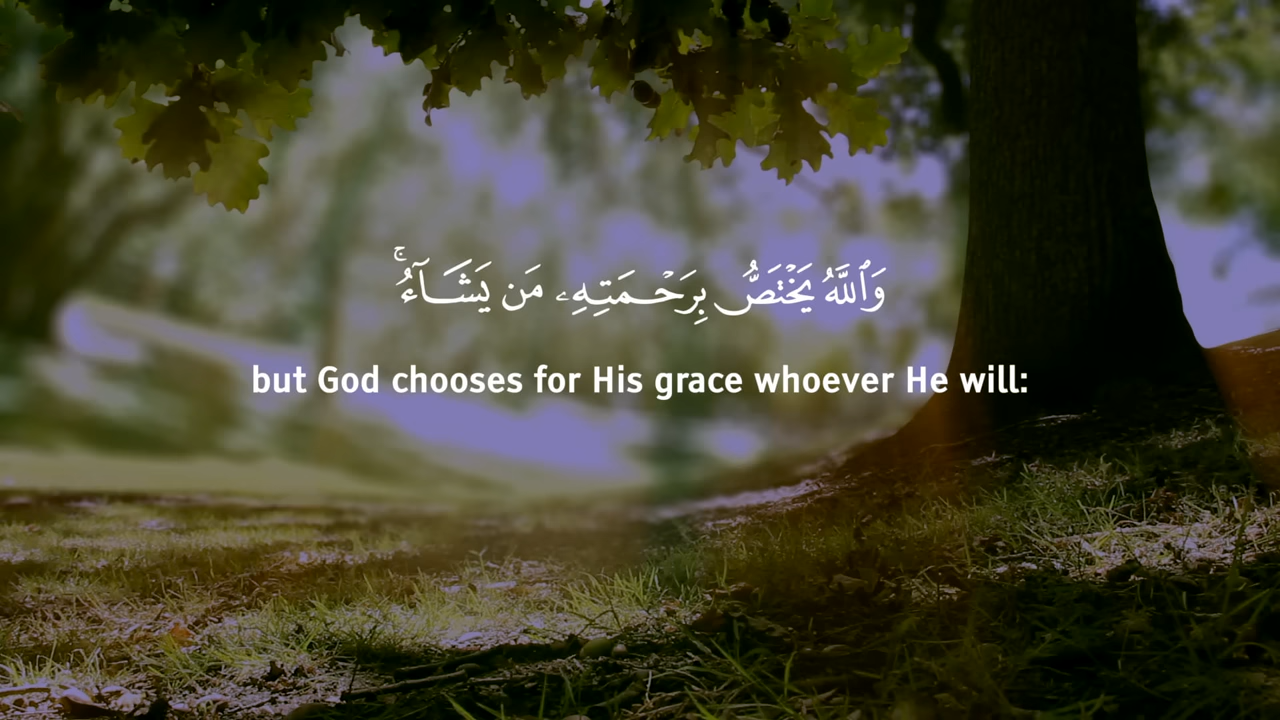 وَٱللَّهُ يَخْتَصُّ بِرَحْمَتِهِۦ مَن يَشَآءُ ۚ
but God chooses for His grace whoever He will: